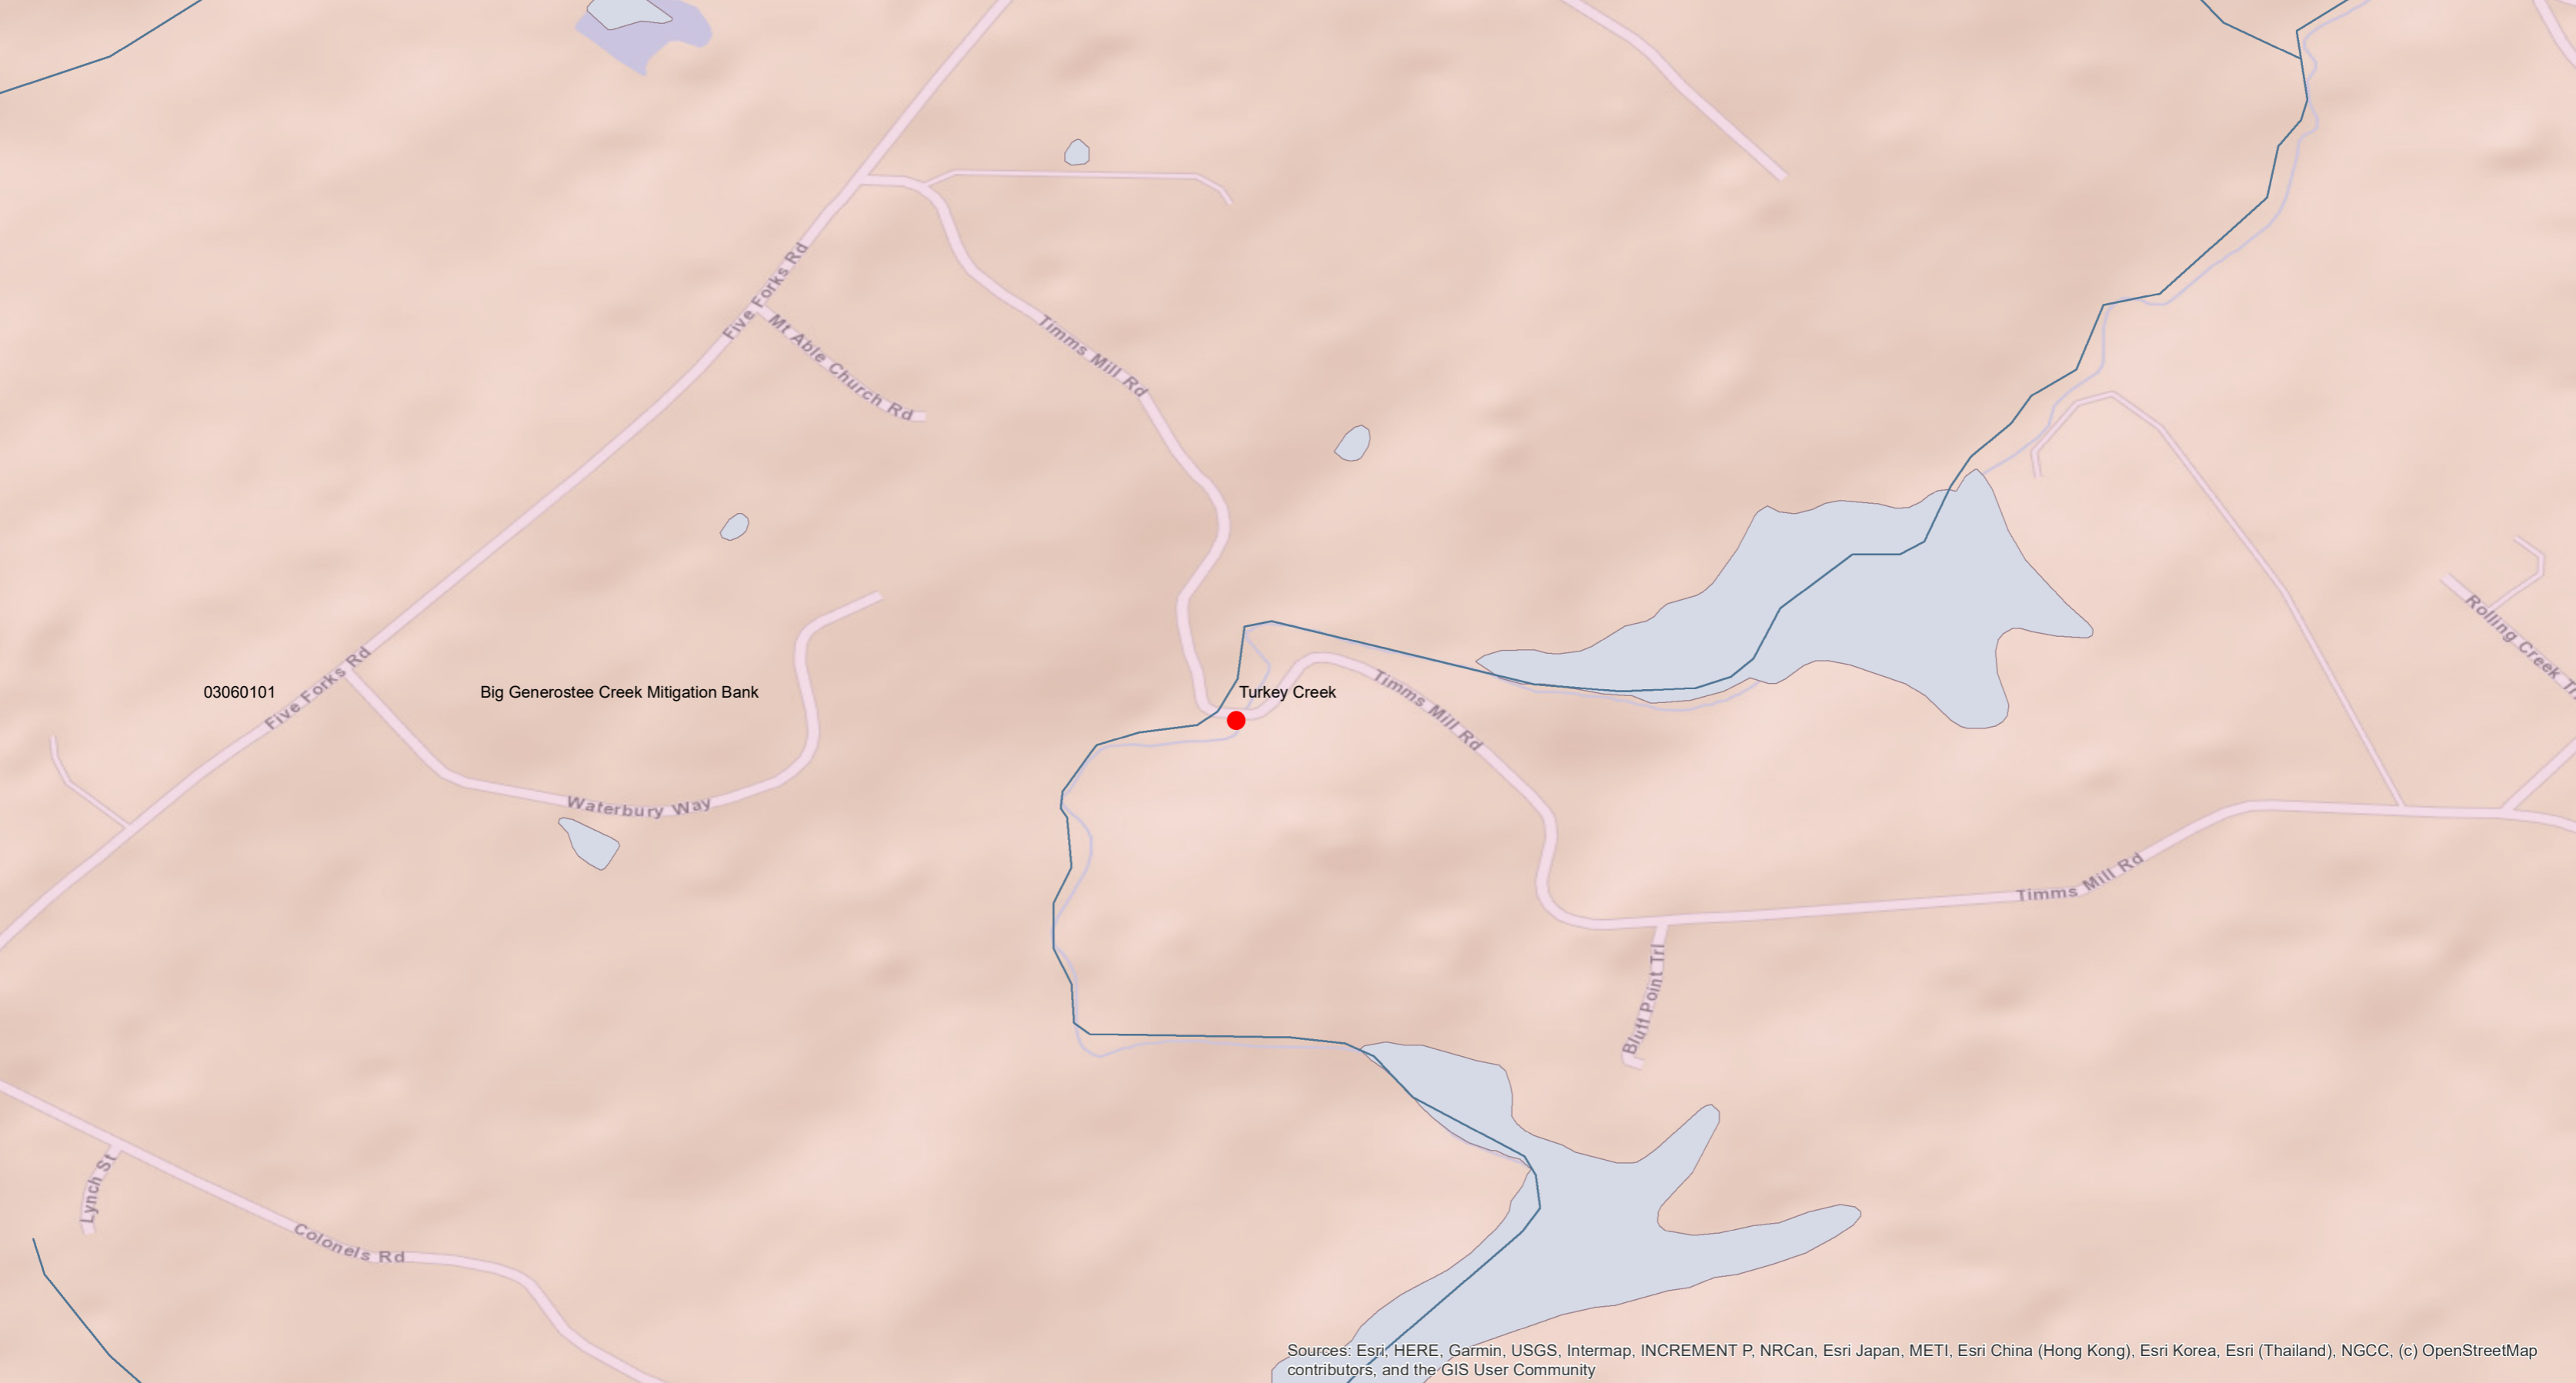 Five Forks Rd
Mt Able Church Rd
Timms Mill Rd
Rolling Creek
Five Forks Rd
03060101
Big Generostee Creek Mitigation Bank
Turkey Creek
Timms Mill Rd
Waterbury Way
Timms Mill Rd
Bluff Point Trl
Lynch St
Colonels Rd
Sources: Esri, HERE, Garmin, USGS, Intermap, INCREMENT P, NRCan, Esri Japan, METI, Esri China (Hong Kong), Esri Korea, Esri (Thailand), NGCC, (c) OpenStreetMap
contributors, and the GIS User Community